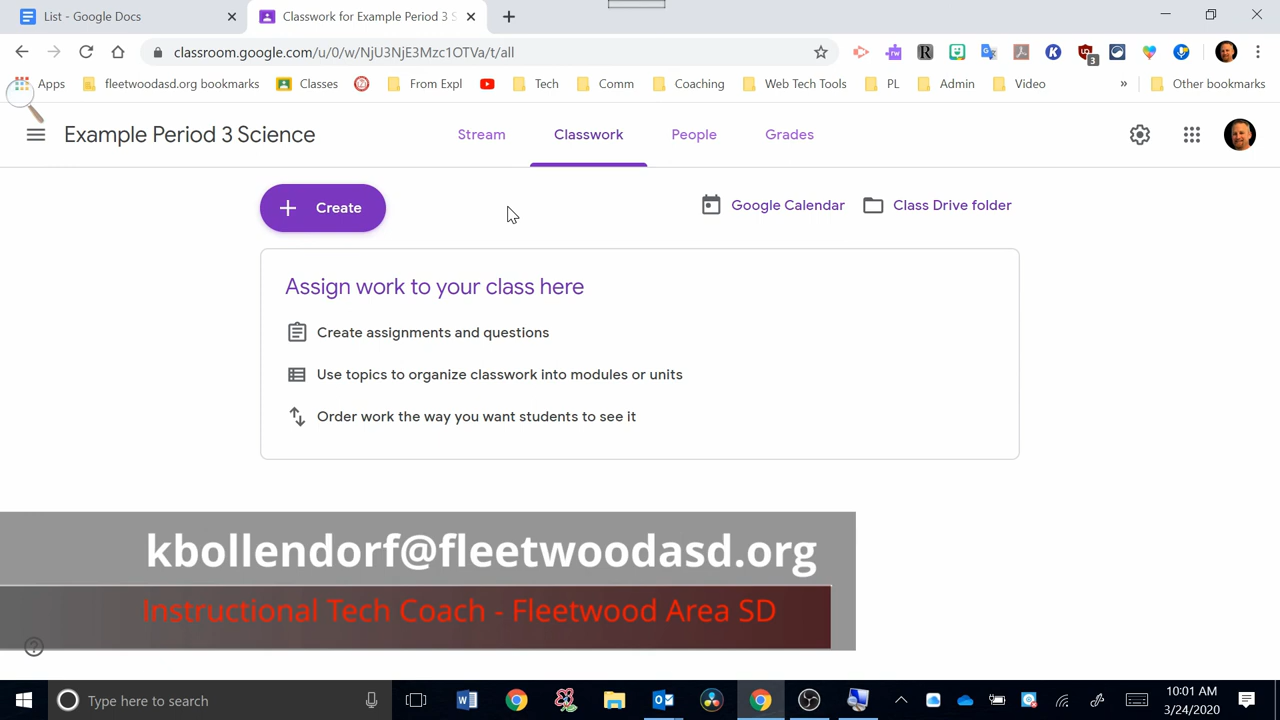 List - Google Docs
Classwork for Example Period 3 S
classroom.google.com/u/0/w/NjU3NjE3Mzc1OTVa/t/all
3
Apps
fleetwoodasd.org bookmarks
Classes
From Expl
Tech
Comm
Coaching
Web Tech Tools
PL
Admin
Video
»
Other bookmarks
Example Period 3 Science
Stream
Classwork
People
Grades
+ Create
Google Calendar
Class Drive folder
Assign work to your class here
Create assignments and questions
Use topics to organize classwork into modules or units
Order work the way you want students to see it
kbollendorf@fleetwoodasd.org
Instructional Tech Coach - Fleetwood Area SD
Type here to search
10:01 AM
3/24/2020